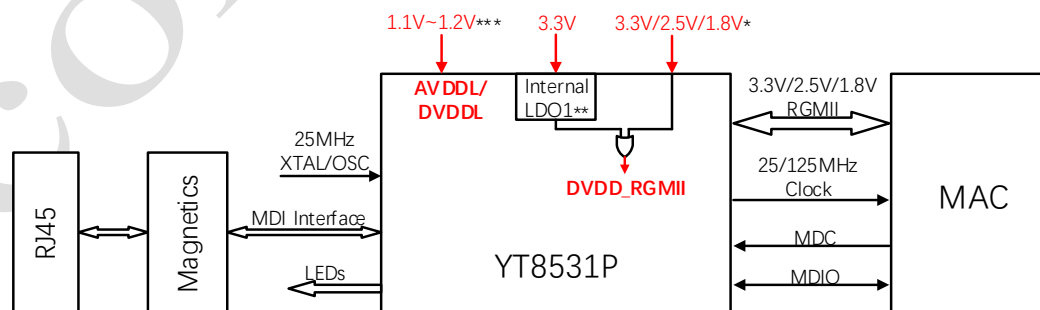 1.1V~1.2V***
3.3V
3.3V/2.5V/1.8V*
AVDDL/
DVDDL
Internal
LDO1**
3.3V/2.5V/1.8V
RGMII
25MHz
XTAL/OSC
DVDD_RGMII
25/125MHz
Clock
MAC
RJ45
Magnetics
MDI Interface
YT8531P
MDC
LEDs
MDIO